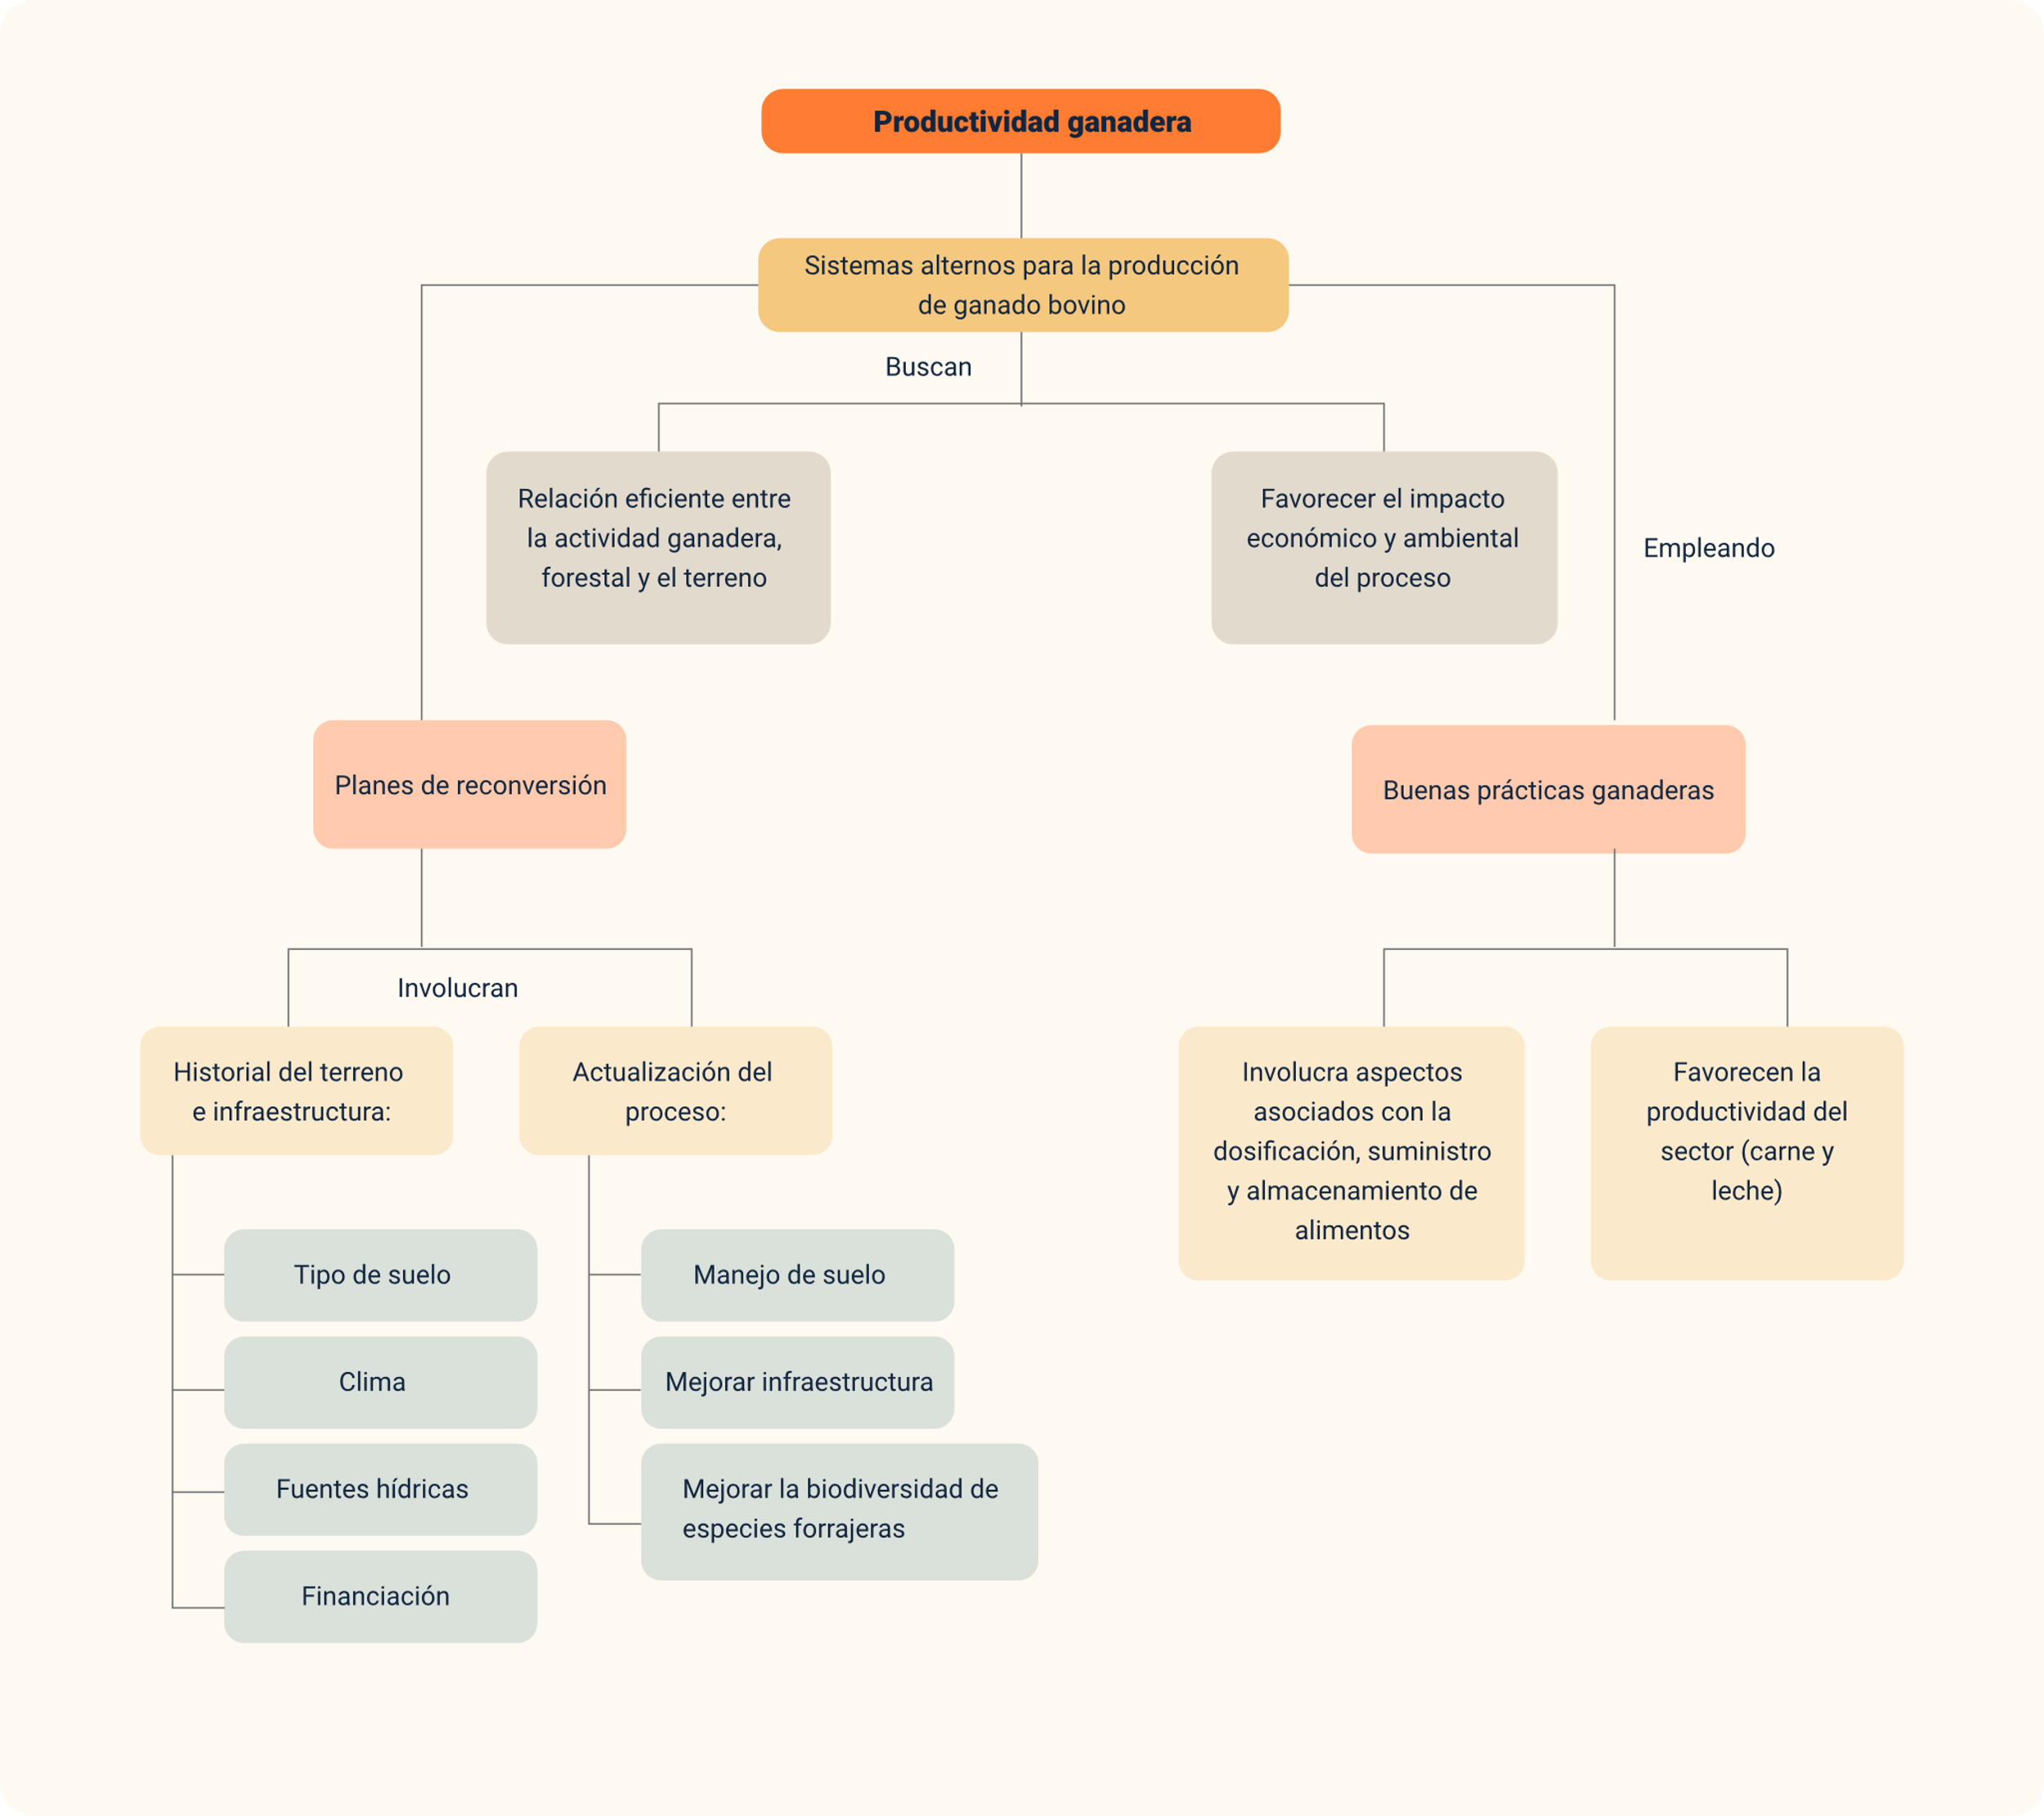 Productividad ganadera
Sistemas alternos para la producción
de ganado bovino
Buscan
Relación eficiente entre
la actividad ganadera,
forestal y el terreno
Favorecer el impacto
económico y ambiental
del proceso
Empleando
Planes de reconversión
Buenas prácticas ganaderas
Involucran
Historial del terreno
e infraestructura:
Tipo de suelo
Clima
Fuentes hídricas
Financiación
Actualización del
proceso:
Manejo de suelo
Mejorar infraestructura
Mejorar la biodiversidad de
especies forrajeras
Involucra aspectos
asociados con la
dosificación, suministro
y almacenamiento de
alimentos
Favorecen la
productividad del
sector (carne y
leche)